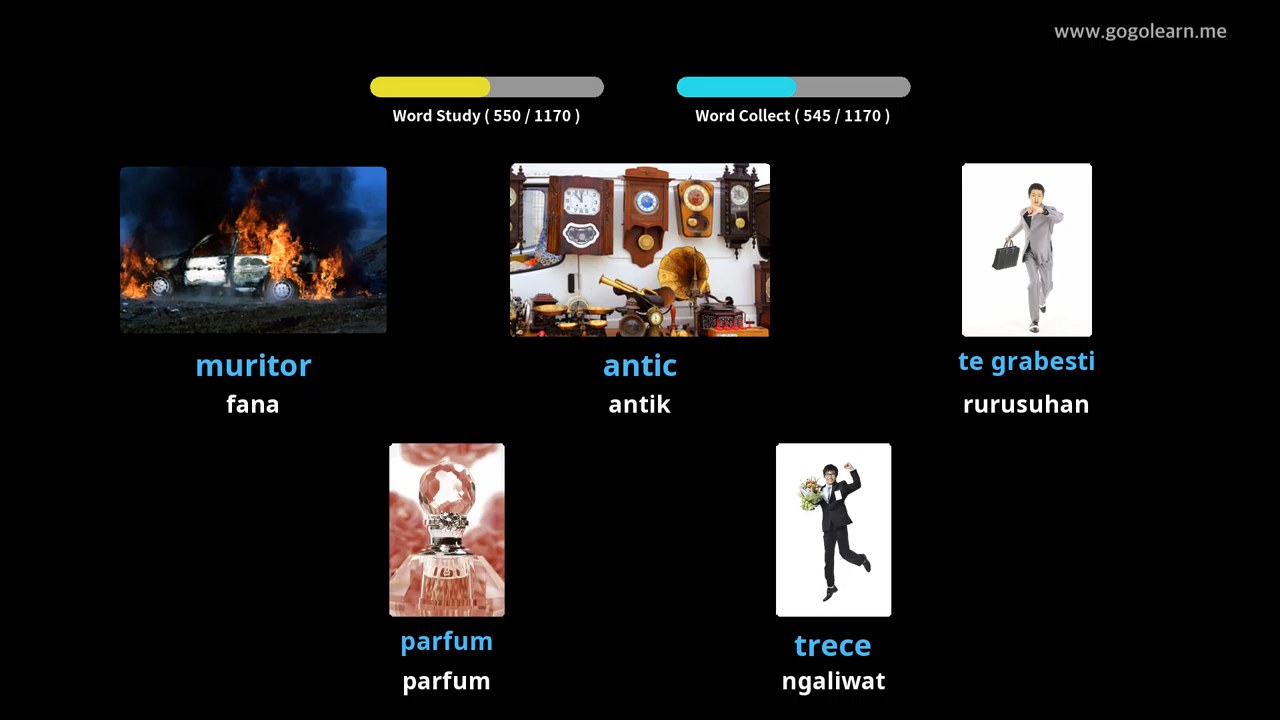 www.gogolearn.me
Word Study ( 550 / 1170 )
Word Collect ( 545 / 1170 )
muritor
fana
antic
antik
te grabesti
rurusuhan
parfum
parfum
trece
ngaliwat